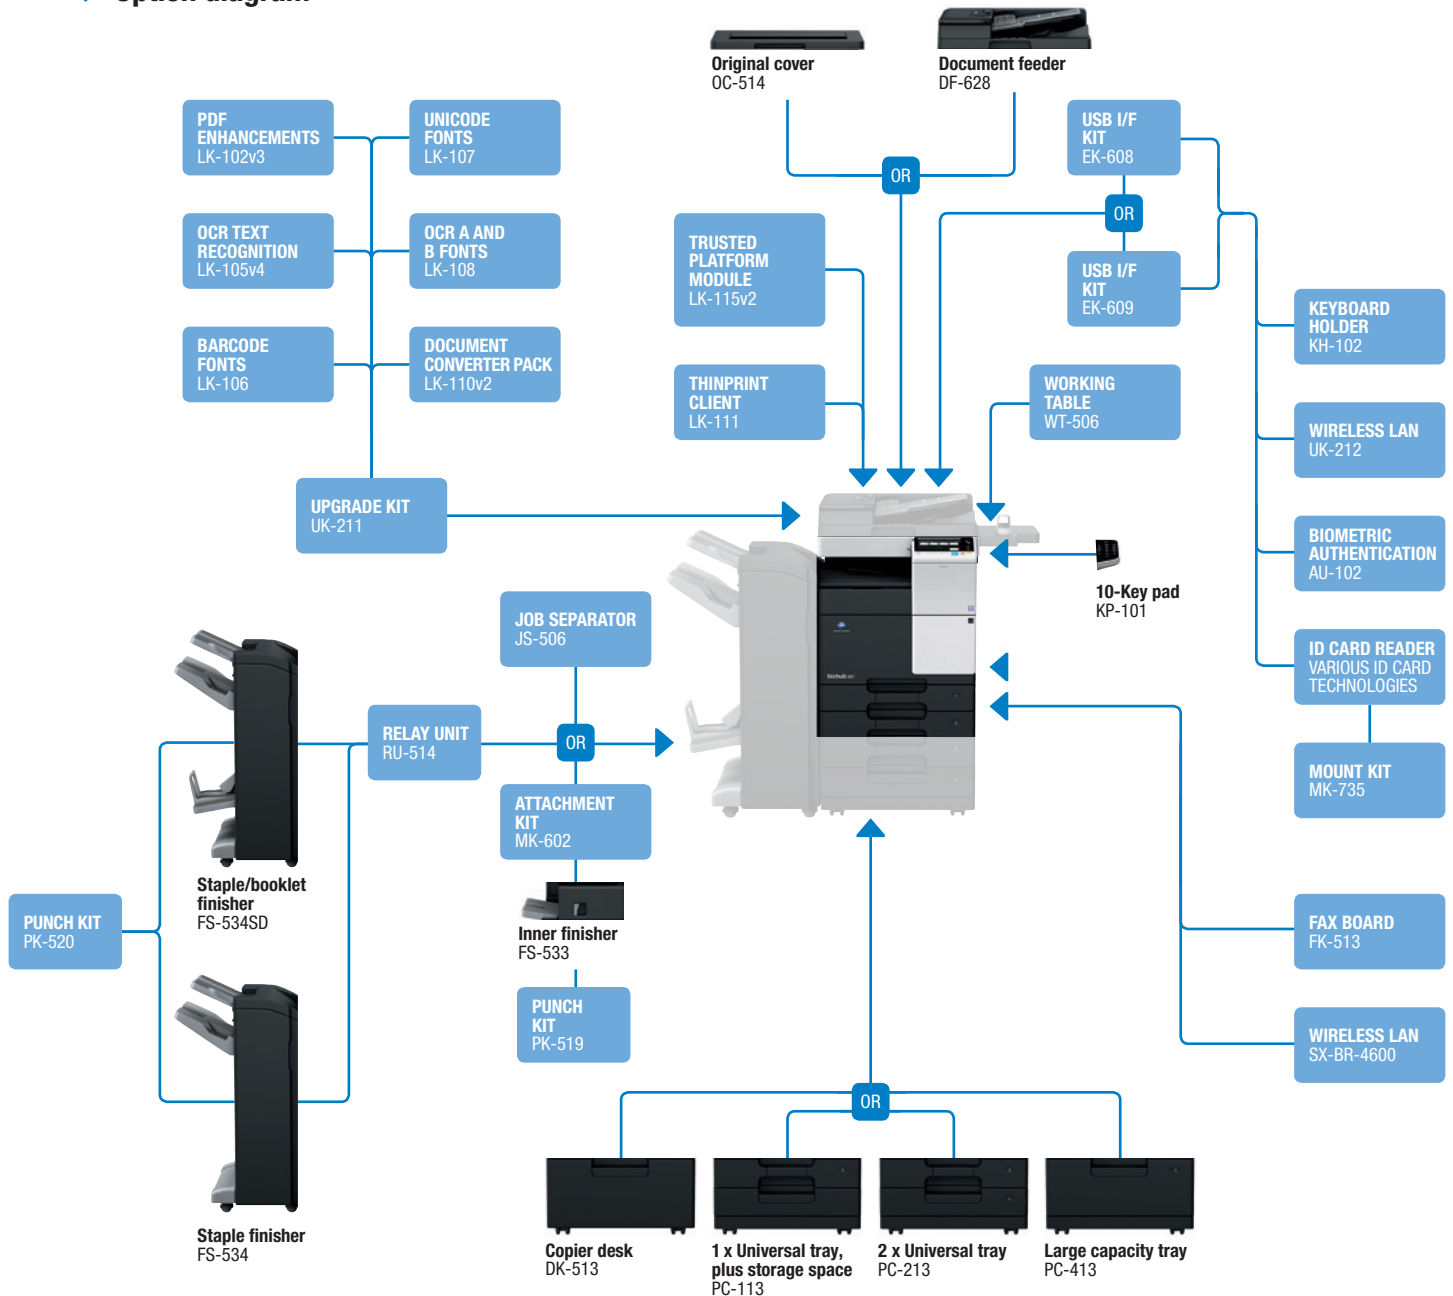 Option diagram
Original cover
OC-514
Document feeder
DF-628
PDF
ENHANCEMENTS
LK-102v3
UNICODE
FONTS
LK-107
USB I/F
KIT
EK-608
OR
OR
OCR TEXT
RECOGNITION
LK-105v4
OCR A AND
B FONTS
LK-108
TRUSTED
PLATFORM
MODULE
LK-115v2
USB I/F
KIT
EK-609
KEYBOARD
HOLDER
KH-102
BARCODE
FONTS
LK-106
DOCUMENT
CONVERTER PACK
LK-110v2
THINPRINT
CLIENT
LK-111
WORKING
TABLE
WT-506
WIRELESS LAN
UK-212
UPGRADE KIT
UK-211
BIOMETRIC
AUTHENTICATION
AU-102
10-Key pad
KP-101
JOB SEPARATOR
JS-506
ID CARD READER
VARIOUS ID CARD
TECHNOLOGIES
bizhub
RELAY UNIT
RU-514
OR
MOUNT KIT
MK-735
ATTACHMENT
KIT
MK-602
Staple/booklet
finisher
FS-534SD
PUNCH KIT
PK-520
Inner finisher
FS-533
FAX BOARD
FK-513
PUNCH
KIT
PK-519
WIRELESS LAN
SX-BR-4600
OR
Staple finisher
FS-534
Copier desk
DK-513
1 x Universal tray,
plus storage space
PC-113
2 x Universal tray
PC-213
Large capacity tray
PC-413